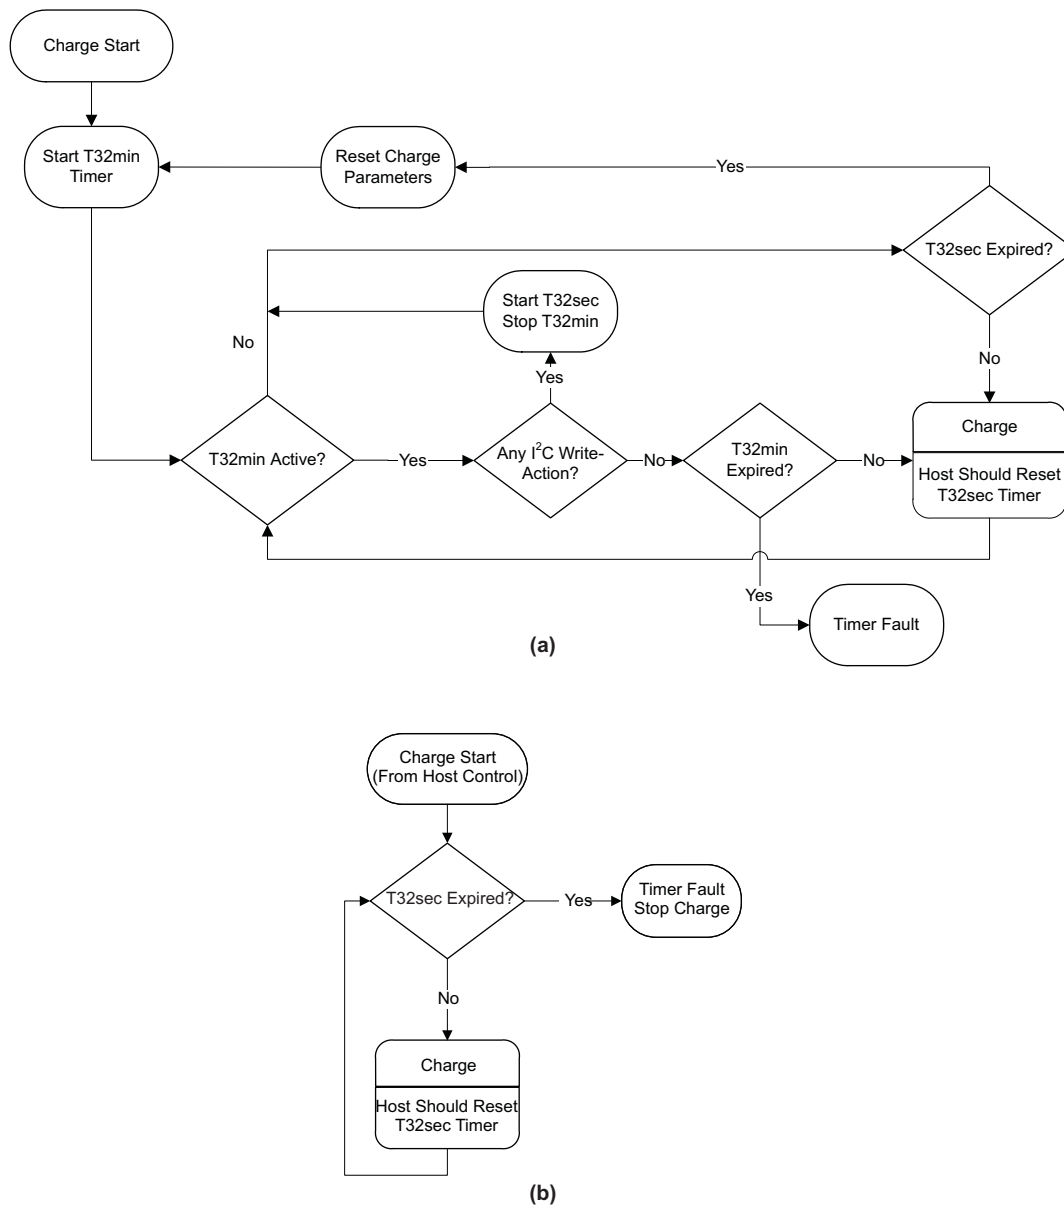 Charge Start
Start T32min
Timer
Reset Charge
Parameters
Yes
T32sec Expired?
Start T32sec
Stop T32min
No
Yes
No
Charge
T32min Active?
Yes
Any I²C Write-
Action?
No
T32min
Expired?
No
Host Should Reset
T32sec Timer
Yes
Timer Fault
(a)
Charge Start
(From Host Control)
T32sec Expired?
Yes
Timer Fault
Stop Charge
No
Charge
Host Should Reset
T32sec Timer
(b)